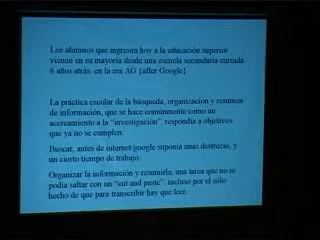 Los alumnos que ingresan hoy a la educación superior
vienen en su mayoría desde una escuela secundaria cursada
6 años atrás: en la era AG {after Google}
La práctica escolar de la búsqueda, organizacion y resumen
de información, que se hace comúnmente como un
acercamiento a la "investigación", respondía a objetivos
que ya no se cumplen.
Buscar, antes de internet/google suponía unas destrezas, y
un cierto tiempo de trabajo.
Organizar la información y resumirla, una tarea que no se
podía saltar con un "cut and paste": incluso por el sólo
hecho de que para transcribir hay que leer.